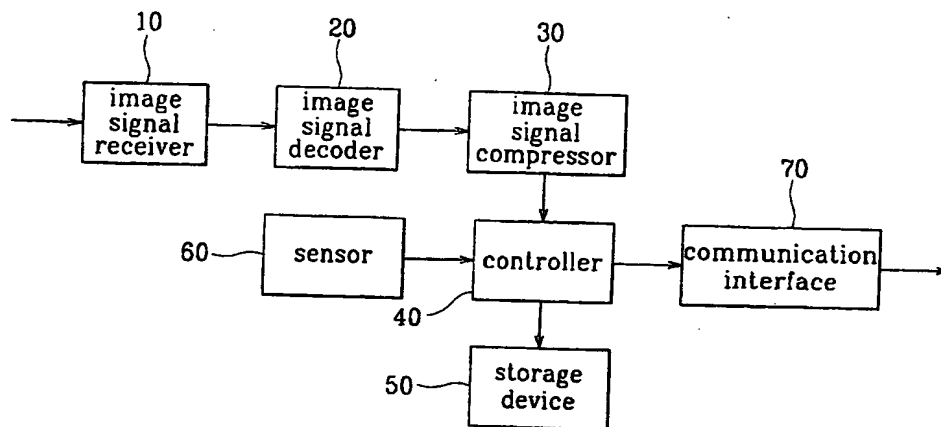 10
20
30
image
signal
receiver
image
signal
decoder
image
signal
compressor
70
60
sensor
controller
communication
interface
40
50
storage
device